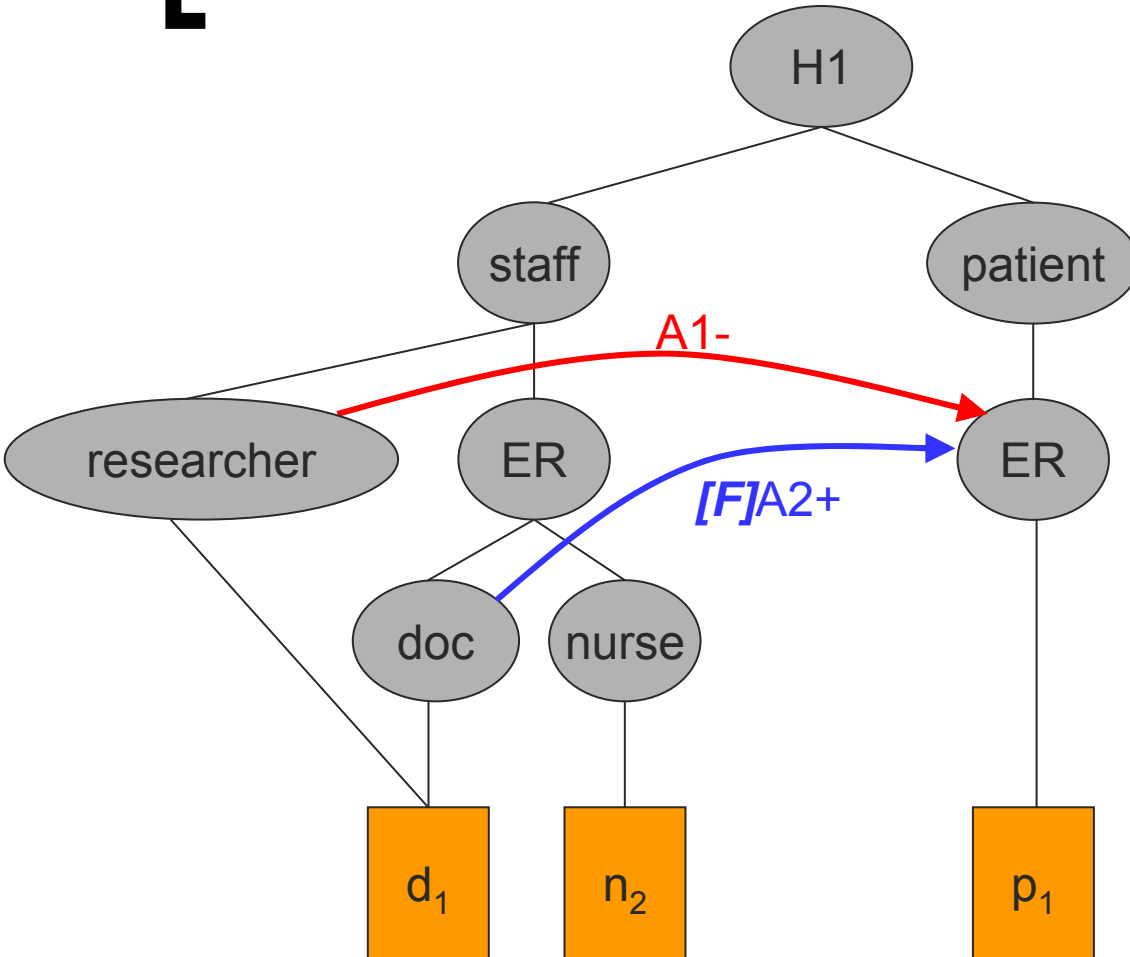 H1
staff
patient
A1-
researcher
ER
ER
[F]A2+
doc
nurse
d₁
n₂
p₁